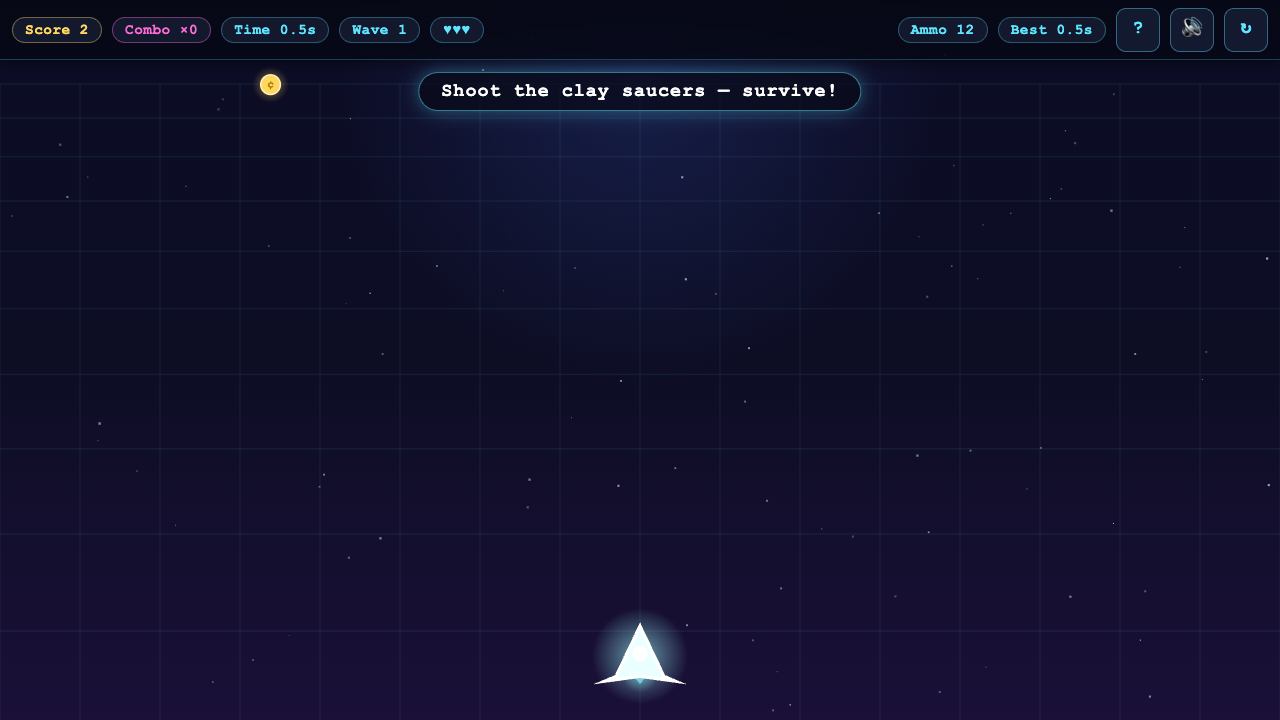 Score 2 Combo ×0 Time 0.5s Wave 1 ♥♥♥ Ammo 12 Best 0.5s ? 🔊 ↻
¢
Shoot the clay saucers — survive!